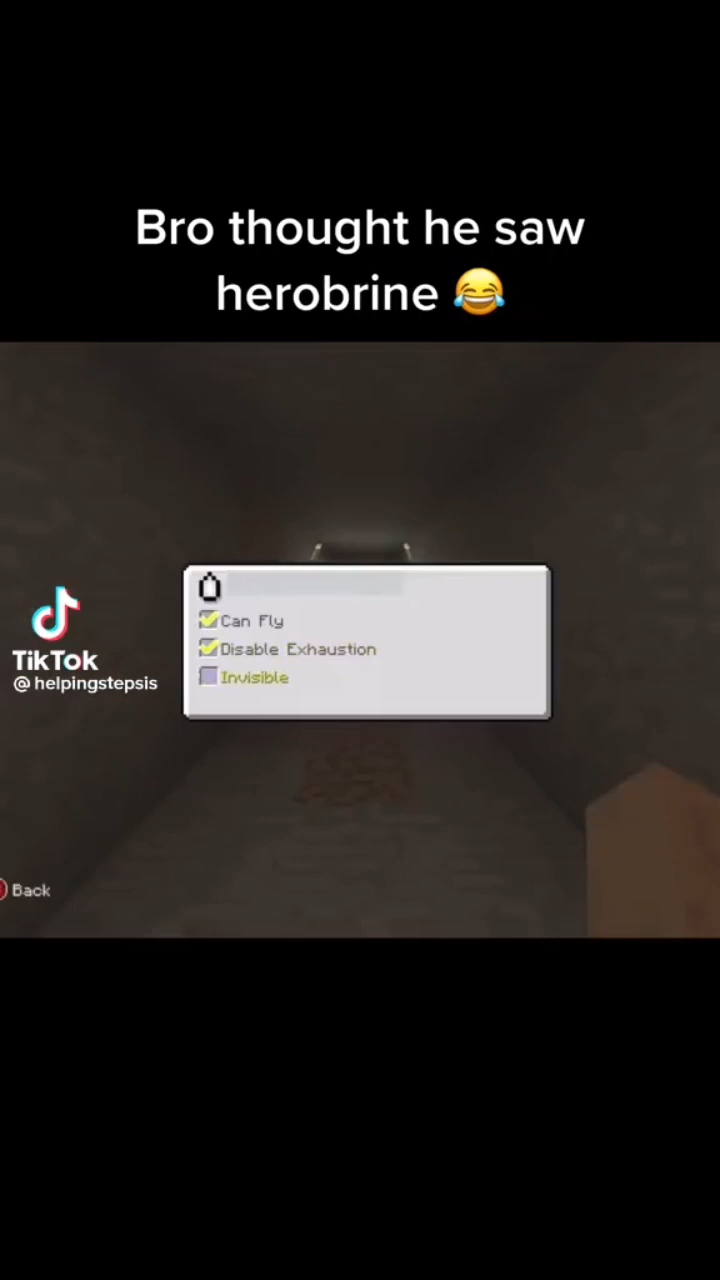 Bro thought he saw
herobrine 😂
Can Fly
Disable Exhaustion
Invisible
TikTok
@helpingstepsis
Back